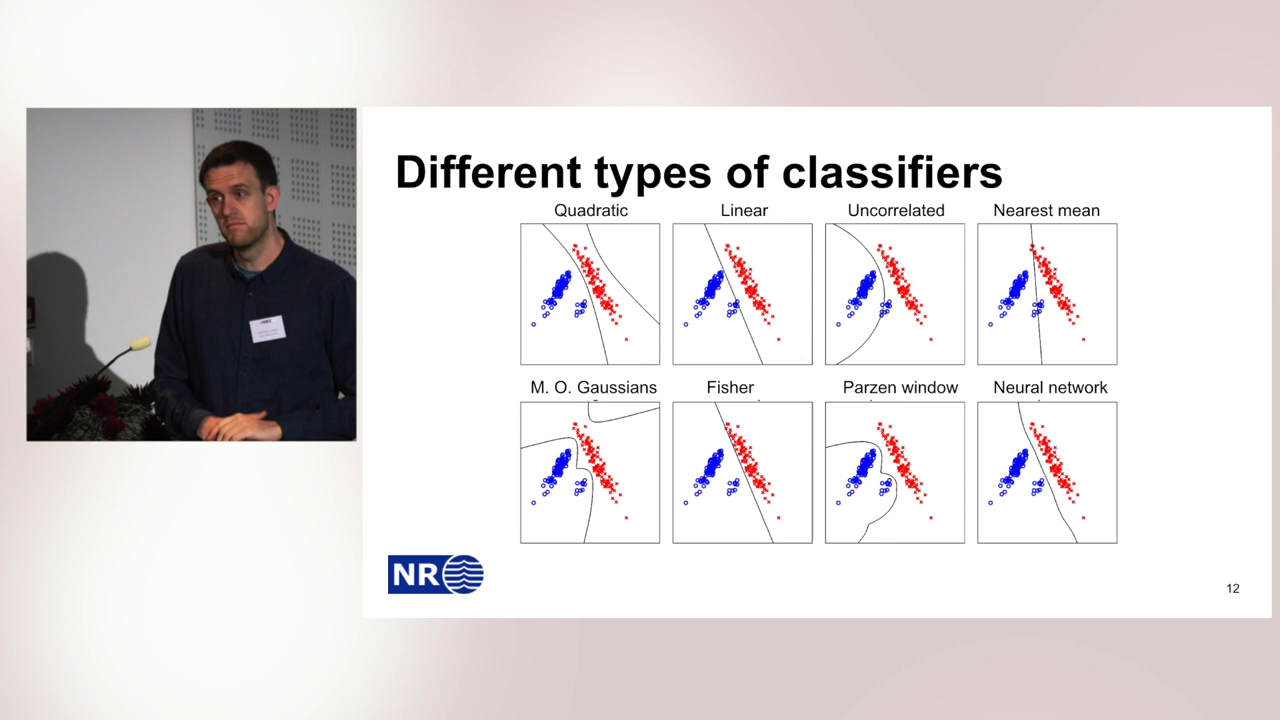 Different types of classifiers
Quadratic
Linear
Uncorrelated
Nearest mean
M. O. Gaussians
Fisher
Parzen window
Neural network
NR
12